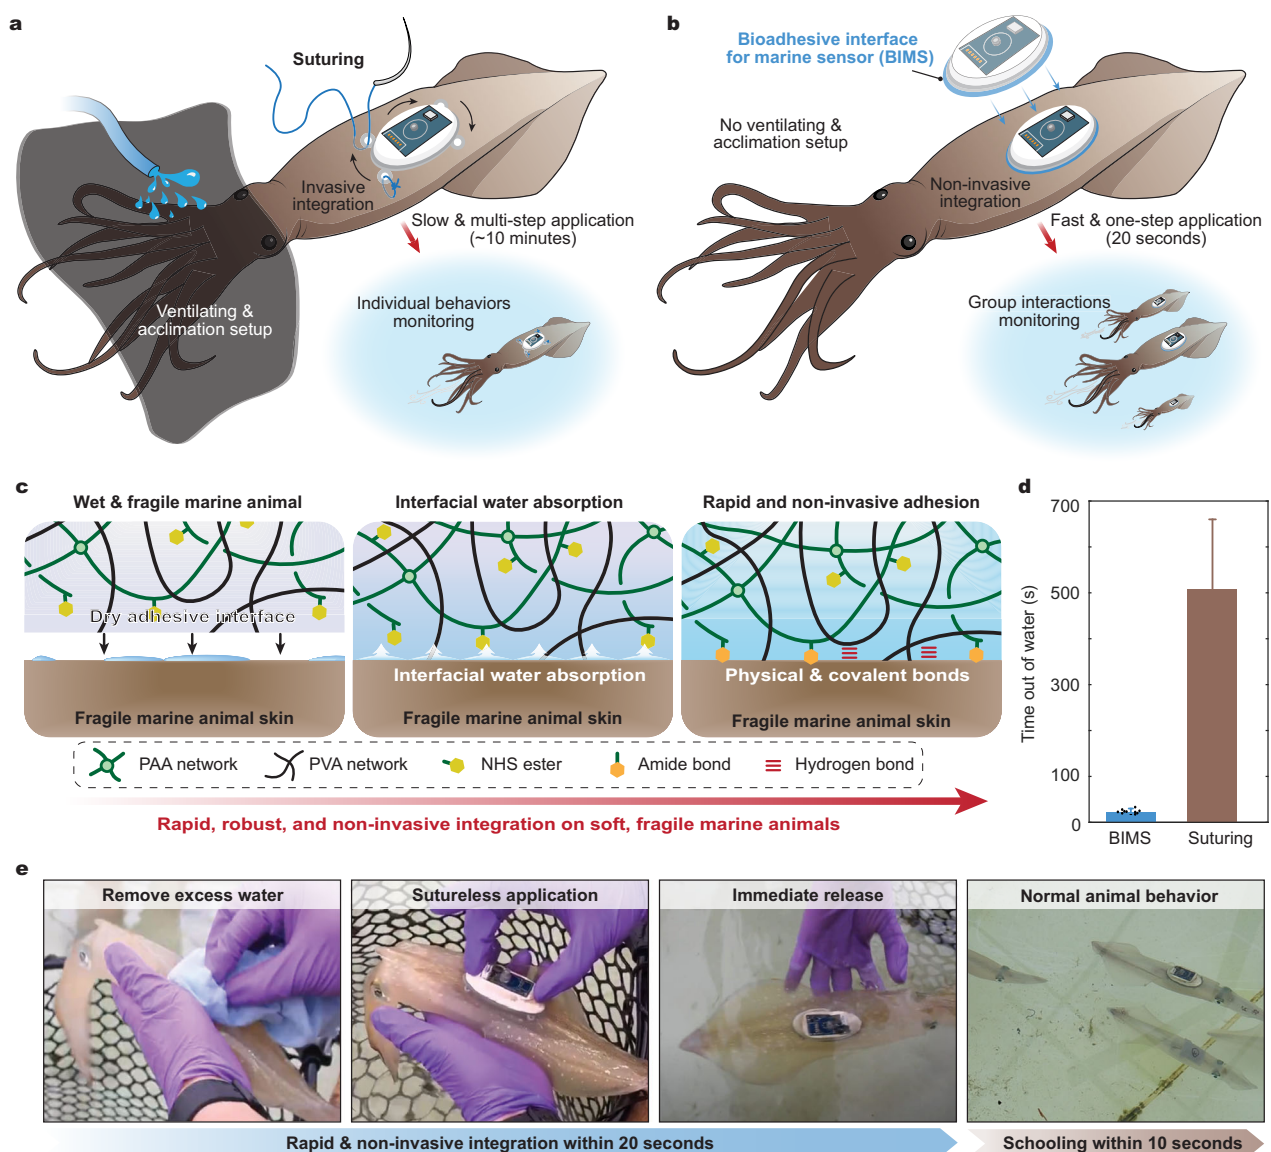 a
Suturing
Invasive
integration
Slow & multi-step application
(~10 minutes)
Ventilating &
acclimation setup
Individual behaviors
monitoring
b
Bioadhesive interface
for marine sensor (BIMS)
No ventilating &
acclimation setup
Non-invasive
integration
Fast & one-step application
(20 seconds)
Group interactions
monitoring
c
Wet & fragile marine animal
Dry adhesive interface
Fragile marine animal skin
Interfacial water absorption
Interfacial water absorption
Fragile marine animal skin
Rapid and non-invasive adhesion
Physical & covalent bonds
Fragile marine animal skin
PAA network
PVA network
NHS ester
Amide bond
Hydrogen bond
Rapid, robust, and non-invasive integration on soft, fragile marine animals
d
Time out of water (s)
700
500
300
100
0
BIMS
Suturing
e
Remove excess water
Sutureless application
Immediate release
Normal animal behavior
Rapid & non-invasive integration within 20 seconds
Schooling within 10 seconds